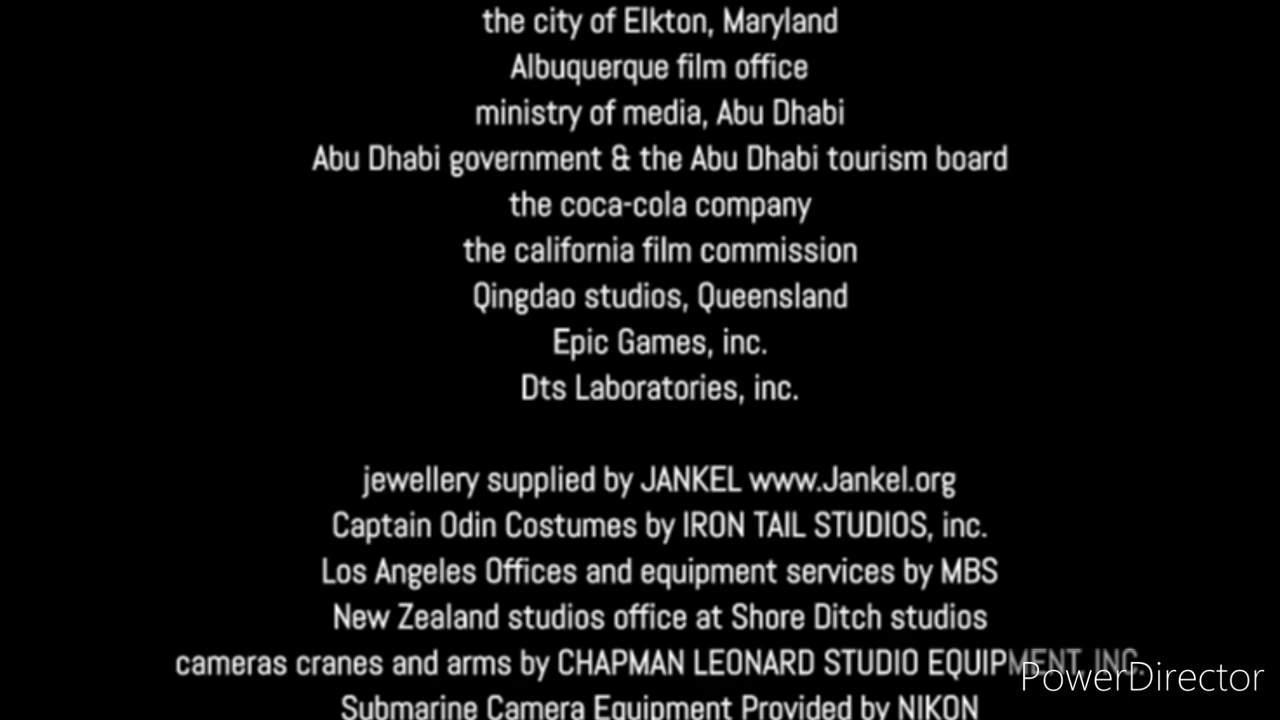 the city of Elkton, Maryland
Albuquerque film office
ministry of media, Abu Dhabi
Abu Dhabi government & the Abu Dhabi tourism board
the coca-cola company
the california film commission
Qingdao studios, Queensland
Epic Games, inc.
Dts Laboratories, inc.
jewellery supplied by JANKEL www.Jankel.org
Captain Odin Costumes by IRON TAIL STUDIOS, inc.
Los Angeles Offices and equipment services by MBS
New Zealand studios office at Shore Ditch studios
cameras cranes and arms by CHAPMAN LEONARD STUDIO EQUIPMENT, INC.
PowerDirector
Submarine Camera Equipment Provided by NIKON